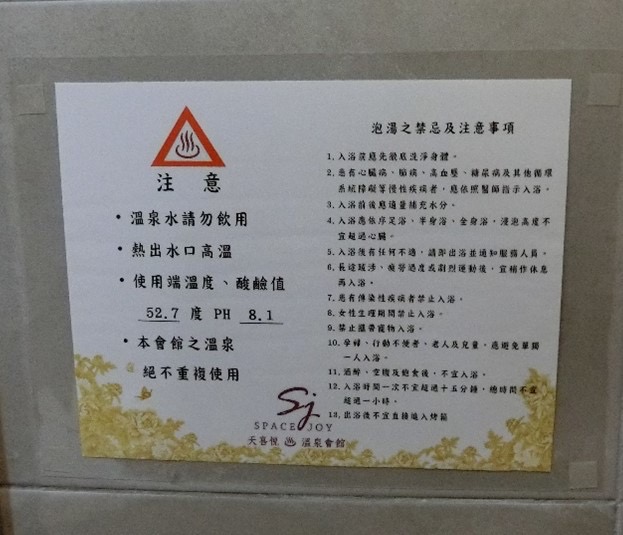 注 意
• 溫泉水請勿飲用
• 熱出水口高溫
• 使用端溫度、酸鹼值
52.7 度 PH 8.1
• 本會館之溫泉
絕不重複使用
泡湯之禁忌及注意事項
1. 入浴前應先徹底洗淨身體。
2. 患有心臟病、肺病、高血壓、糖尿病及其他循環
系統障礙等慢性疾病者，應依照醫師指示入浴。
3. 入浴前後應適量補充水分。
4. 入浴應依序足浴、半身浴、全身浴，浸泡高度不
宜超過心臟。
5. 入浴後有任何不適，請即出浴並通知服務人員。
6. 長途跋涉、疲勞過度或劇烈運動後，宜稍作休息
再入浴。
7. 患有傳染性疾病者禁止入浴。
8. 女性生理期間禁止入浴。
9. 禁止攜帶寵物入浴。
10. 孕婦、行動不便者、老人及兒童，應避免單獨
一人入浴。
11. 酒醉、空腹及飽食後，不宜入浴。
12. 入浴時間一次不宜超過十五分鐘，總時間不宜
超過一小時。
13. 出浴後不宜直接進入烤箱
Sj
SPACE JOY
天喜悅 溫泉會館